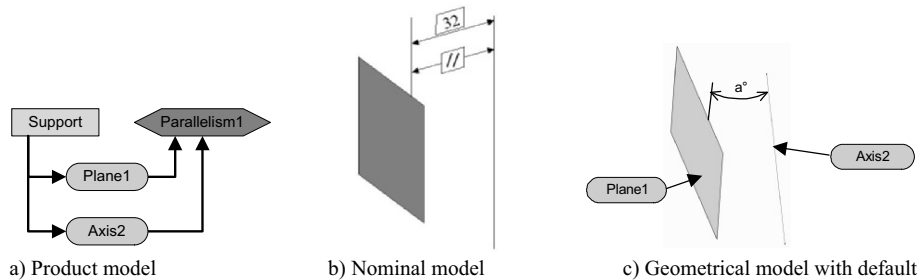 Support
Parallelism1
Plane1
Axis2
a) Product model
32
//
b) Nominal model
a°
Axis2
Plane1
c) Geometrical model with default